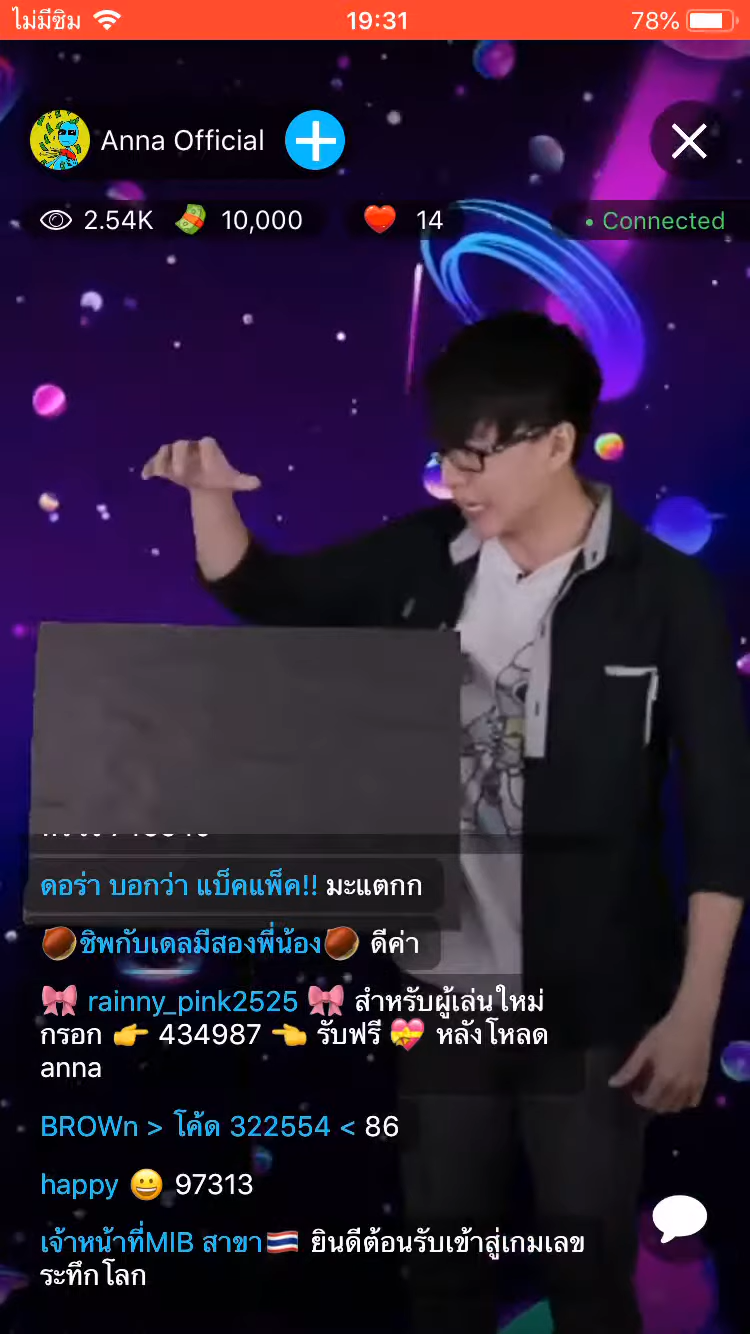 ไม่มีซิม 19:31 78%
Anna Official
2.54K 10,000 14 • Connected
ดอร่า บอกว่า แบ็คแพ็ค!! มะแตกก
🌰ชิพกับเดลมีสองพี่น้อง🌰 ดีค่า
🎀 rainny_pink2525 🎀 สำหรับผู้เล่นใหม่
กรอก 👉 434987 👈 รับฟรี 💝 หลังโหลด
anna
BROWn > โค้ด 322554 < 86
happy 😀 97313
เจ้าหน้าที่MIB สาขา🇹🇭 ยินดีต้อนรับเข้าสู่เกมเลข
ระทึกโลก